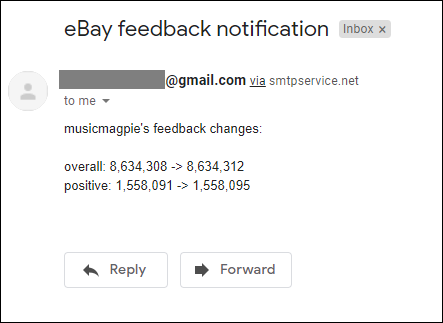 eBay feedback notification Inbox ×
@gmail.com via smtpservice.net
to me
musicmagpie's feedback changes:
overall: 8,634,308 -> 8,634,312
positive: 1,558,091 -> 1,558,095
Reply Forward